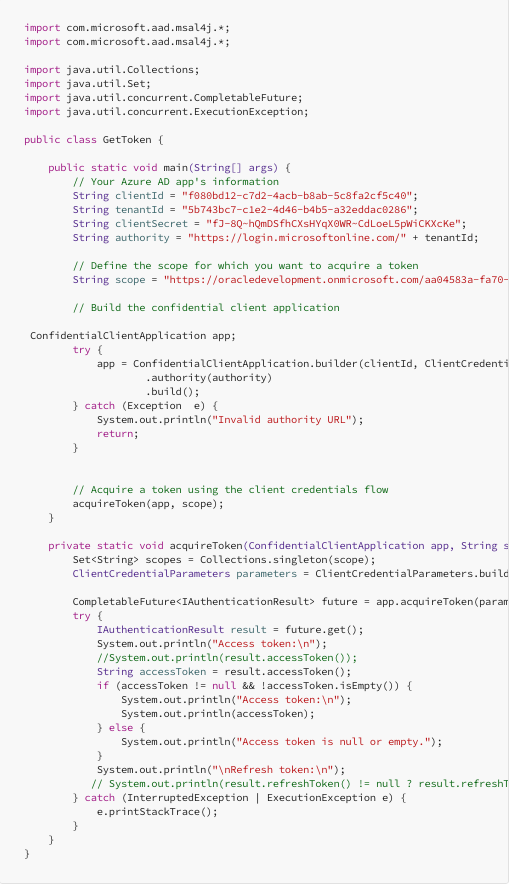 import com.microsoft.aad.msal4j.*;
import com.microsoft.aad.msal4j.*;
import java.util.Collections;
import java.util.Set;
import java.util.concurrent.CompletableFuture;
import java.util.concurrent.ExecutionException;
public class GetToken {
public static void main(String[] args) {
// Your Azure AD app's information
String clientId = "f080bd12-c7d2-4acb-b8ab-5c8fa2cf5c40";
String tenantId = "5b743bc7-c1e2-4d46-b4b5-a32eddac0286";
String clientSecret = "fJ-8Q~hQmDSfhCXsHYqX0WR~CdLoeL5pWiCKXcKe";
String authority = "https://login.microsoftonline.com/" + tenantId;
// Define the scope for which you want to acquire a token
String scope = "https://oracledevelopment.onmicrosoft.com/aa04583a-fa70-
// Build the confidential client application
ConfidentialClientApplication app;
try {
app = ConfidentialClientApplication.builder(clientId, ClientCredenti
.authority(authority)
.build();
} catch (Exception  e) {
System.out.println("Invalid authority URL");
return;
}
// Acquire a token using the client credentials flow
acquireToken(app, scope);
}
private static void acquireToken(ConfidentialClientApplication app, String s
Set<String> scopes = Collections.singleton(scope);
ClientCredentialParameters parameters = ClientCredentialParameters.build
CompletableFuture<IAuthenticationResult> future = app.acquireToken(param
try {
IAuthenticationResult result = future.get();
System.out.println("Access token:\n");
//System.out.println(result.accessToken());
String accessToken = result.accessToken();
if (accessToken != null && !accessToken.isEmpty()) {
System.out.println("Access token:\n");
System.out.println(accessToken);
} else {
System.out.println("Access token is null or empty.");
}
System.out.println("\nRefresh token:\n");
// System.out.println(result.refreshToken() != null ? result.refreshT
} catch (InterruptedException | ExecutionException e) {
e.printStackTrace();
}
}
}